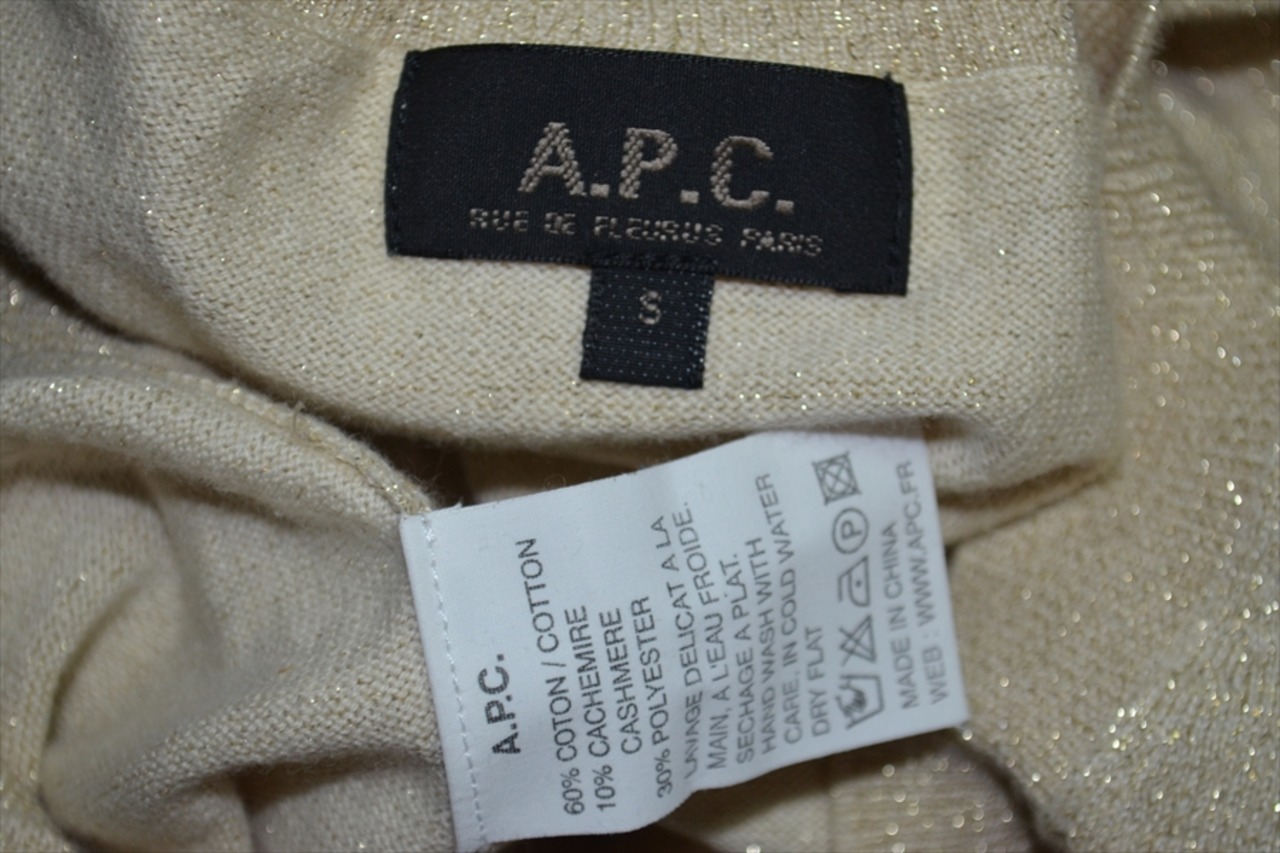 A.P.C.
RUE DE FLEURUS PARIS
S
A.P.C.
60% COTON / COTTON
10% CACHEMIRE
CASHMERE
30% POLYESTER
LAVAGE DELICAT A LA
MAIN, A L'EAU FROIDE.
SECHAGE A PLAT.
HAND WASH WITH
CARE, IN COLD WATER
DRY FLAT
P
MADE IN CHINA
WEB : WWW.APC.FR